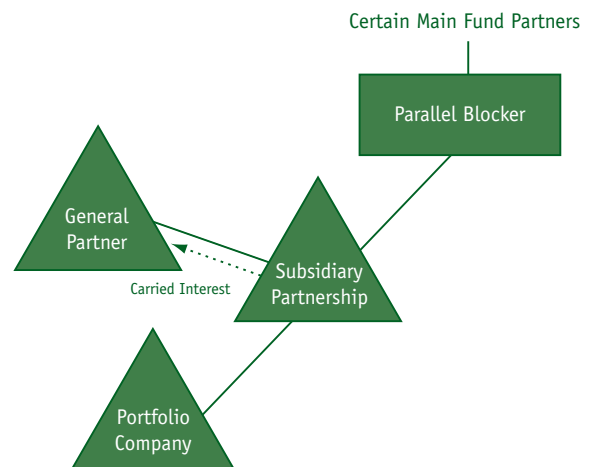 Certain Main Fund Partners
Parallel Blocker
General
Partner
Subsidiary
Partnership
Carried Interest
Portfolio
Company